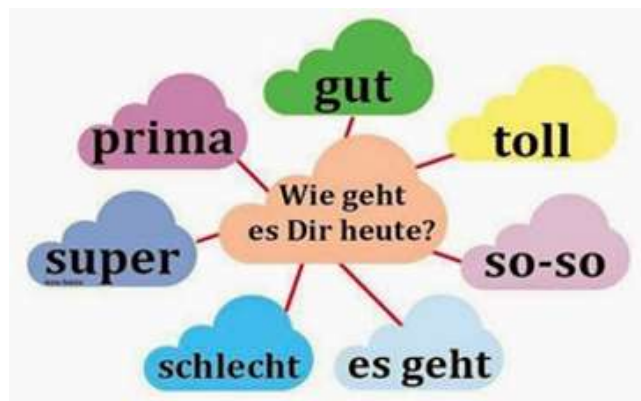 gut
prima
toll
Wie geht
es Dir heute?
super
so-so
schlecht
es geht